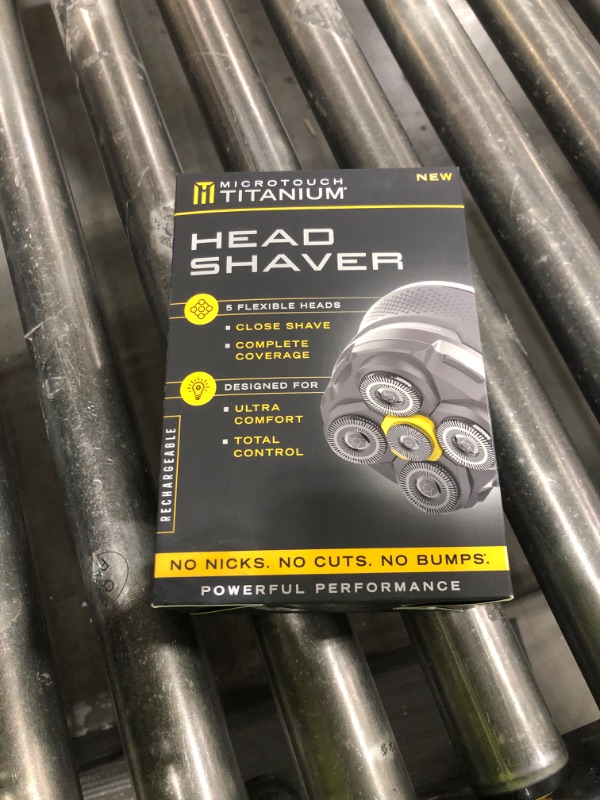 MICROTOUCH
TITANIUM
NEW
HEAD
SHAVER
5 FLEXIBLE HEADS
CLOSE SHAVE
COMPLETE
COVERAGE
DESIGNED FOR
ULTRA
COMFORT
TOTAL
CONTROL
RECHARGEABLE
NO NICKS. NO CUTS. NO BUMPS*.
POWERFUL PERFORMANCE